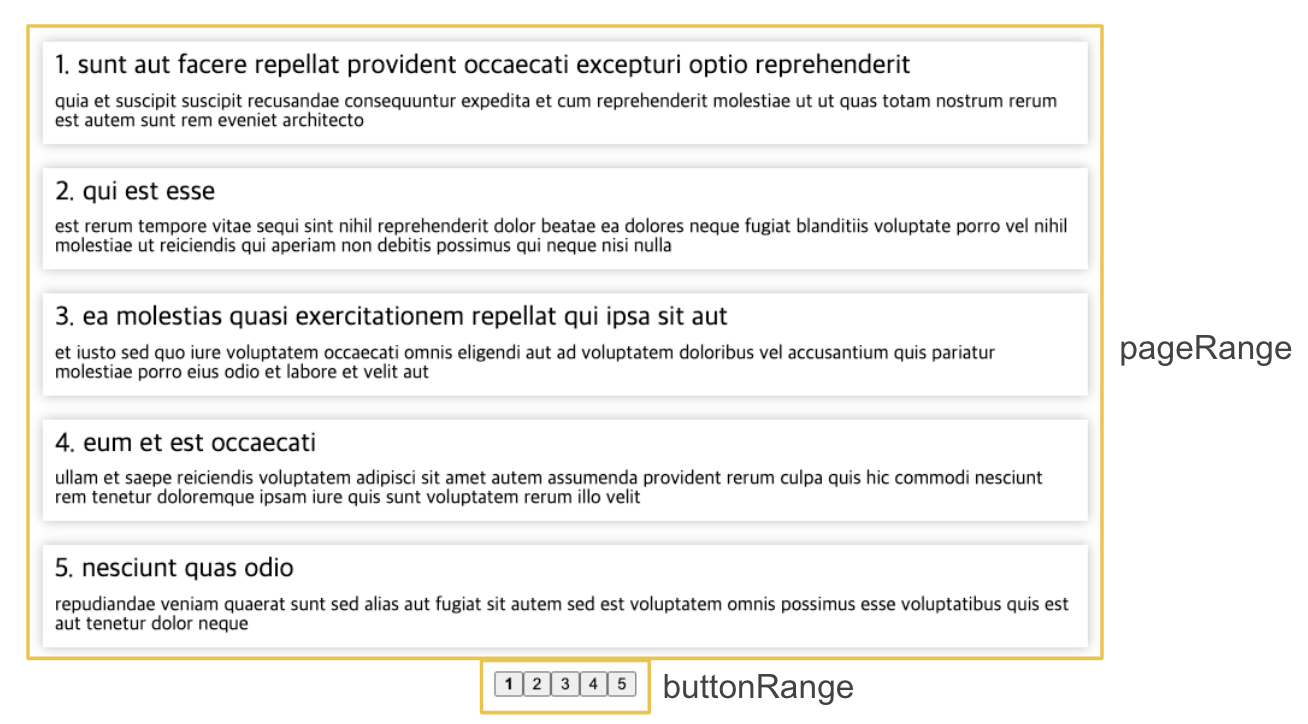 1. sunt aut facere repellat provident occaecati excepturi optio reprehenderit
quia et suscipit suscipit recusandae consequuntur expedita et cum reprehenderit molestiae ut ut quas totam nostrum rerum
est autem sunt rem eveniet architecto
2. qui est esse
est rerum tempore vitae sequi sint nihil reprehenderit dolor beatae ea dolores neque fugiat blanditiis voluptate porro vel nihil
molestiae ut reiciendis qui aperiam non debitis possimus qui neque nisi nulla
3. ea molestias quasi exercitationem repellat qui ipsa sit aut
et iusto sed quo iure voluptatem occaecati omnis eligendi aut ad voluptatem doloribus vel accusantium quis pariatur
molestiae porro eius odio et labore et velit aut
pageRange
4. eum et est occaecati
ullam et saepe reiciendis voluptatem adipisci sit amet autem assumenda provident rerum culpa quis hic commodi nesciunt
rem tenetur doloremque ipsam iure quis sunt voluptatem rerum illo velit
5. nesciunt quas odio
repudiandae veniam quaerat sunt sed alias aut fugiat sit autem sed est voluptatem omnis possimus esse voluptatibus quis est
aut tenetur dolor neque
1 2 3 4 5 buttonRange